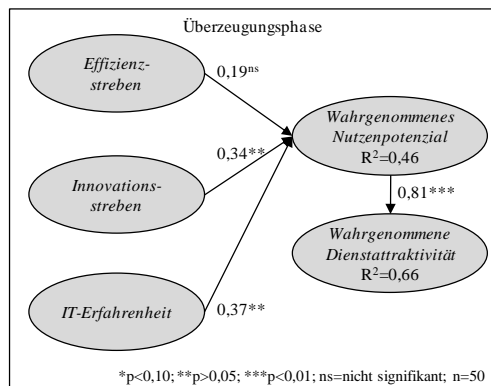 Überzeugungsphase
Effizienz-
streben
0,19ns
Wahrgenommenes
Nutzenpotenzial
R²=0,46
0,34**
Innovations-
streben
0,81***
Wahrgenommene
Dienstattraktivität
R²=0,66
IT-Erfahrenheit
0,37**
*p<0,10; **p>0,05; ***p<0,01; ns=nicht signifikant; n=50